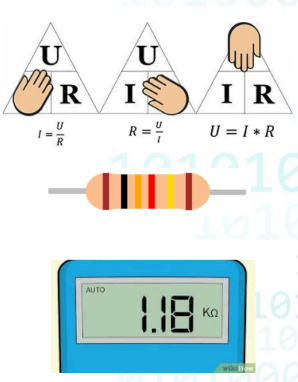 U U
R I I R
I = U/R R = U/I U = I * R
AUTO
1.18 KΩ
wikiHow